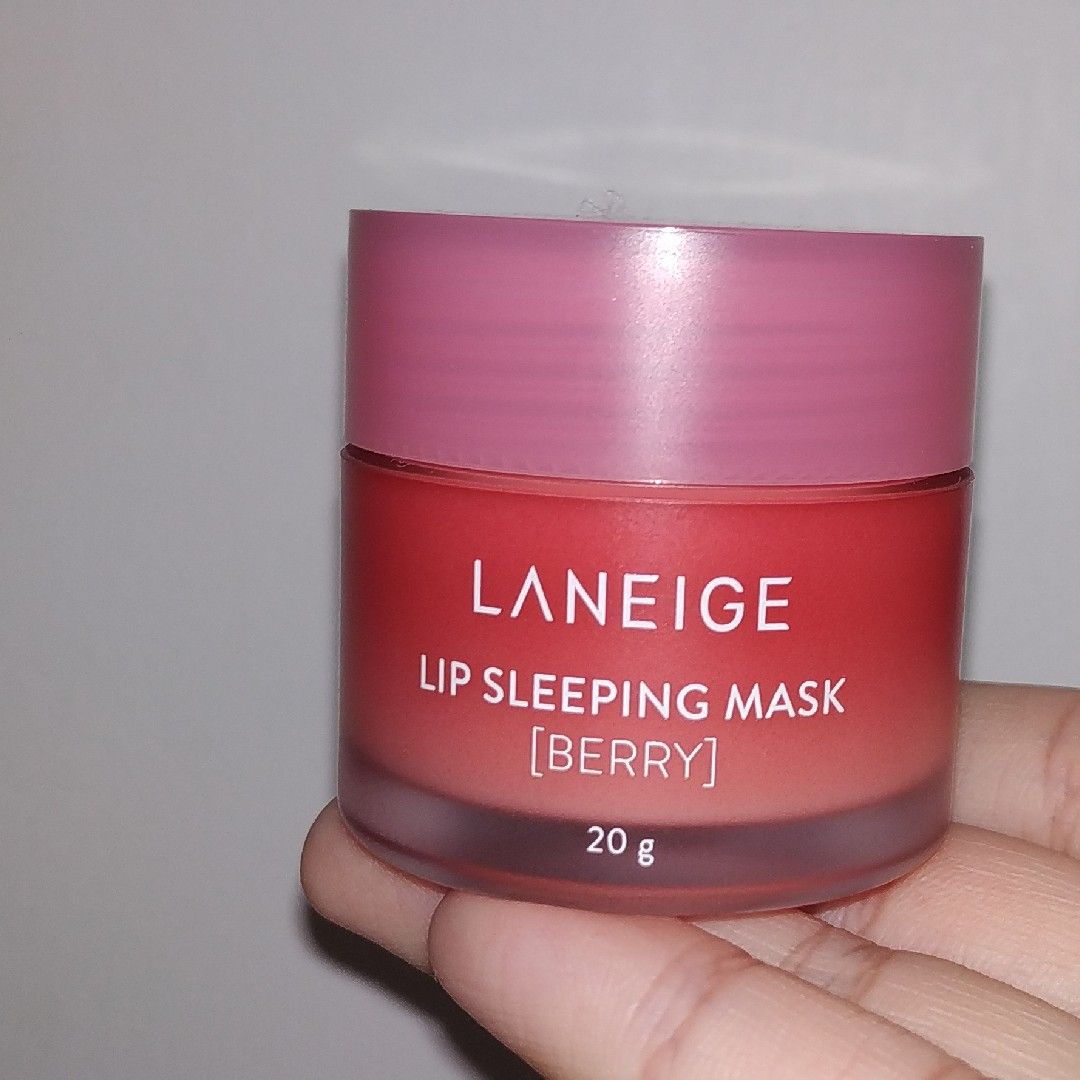 LANEIGE
LIP SLEEPING MASK
[BERRY]
20 g